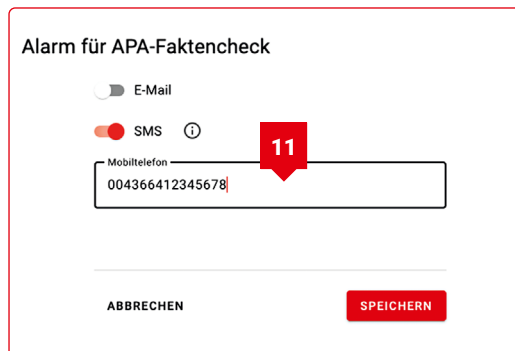 Alarm für APA-Faktencheck
E-Mail
SMS
11
Mobiltelefon
004366412345678
ABBRECHEN SPEICHERN